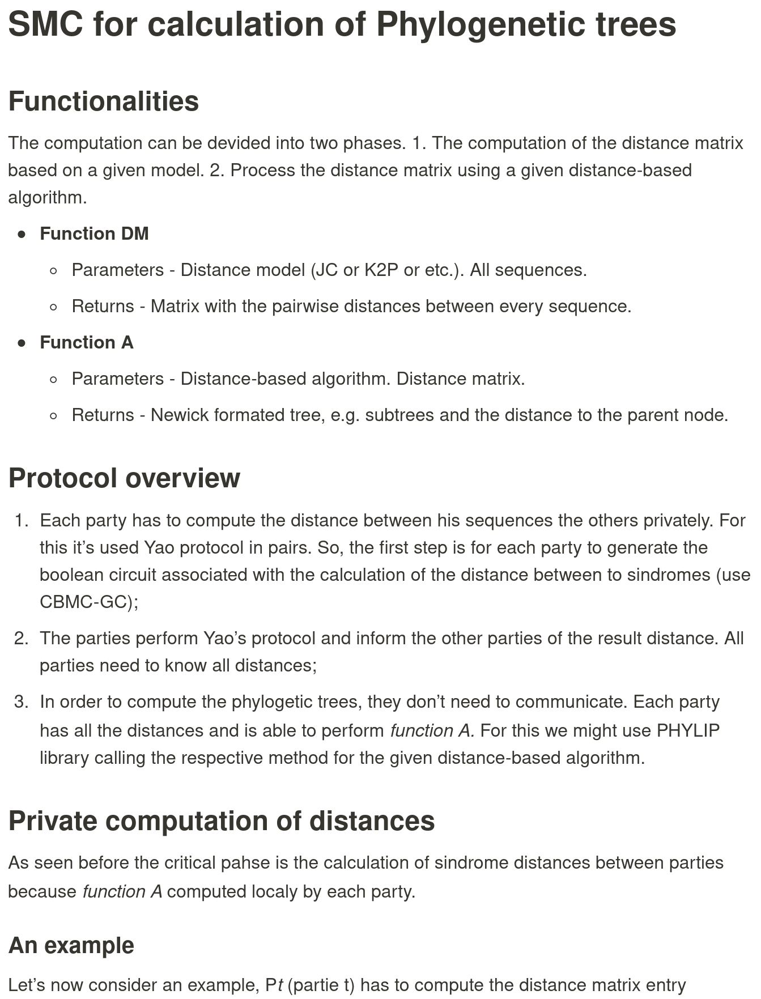 SMC for calculation of Phylogenetic trees
Functionalities
The computation can be devided into two phases. 1. The computation of the distance matrix
based on a given model. 2. Process the distance matrix using a given distance-based
algorithm.
• Function DM
◦ Parameters - Distance model (JC or K2P or etc.). All sequences.
◦ Returns - Matrix with the pairwise distances between every sequence.
• Function A
◦ Parameters - Distance-based algorithm. Distance matrix.
◦ Returns - Newick formated tree, e.g. subtrees and the distance to the parent node.
Protocol overview
1. Each party has to compute the distance between his sequences the others privately. For
this it’s used Yao protocol in pairs. So, the first step is for each party to generate the
boolean circuit associated with the calculation of the distance between to sindromes (use
CBMC-GC);
2. The parties perform Yao’s protocol and inform the other parties of the result distance. All
parties need to know all distances;
3. In order to compute the phylogetic trees, they don’t need to communicate. Each party
has all the distances and is able to perform function A. For this we might use PHYLIP
library calling the respective method for the given distance-based algorithm.
Private computation of distances
As seen before the critical pahse is the calculation of sindrome distances between parties
because function A computed localy by each party.
An example
Let’s now consider an example, Pt (partie t) has to compute the distance matrix entry